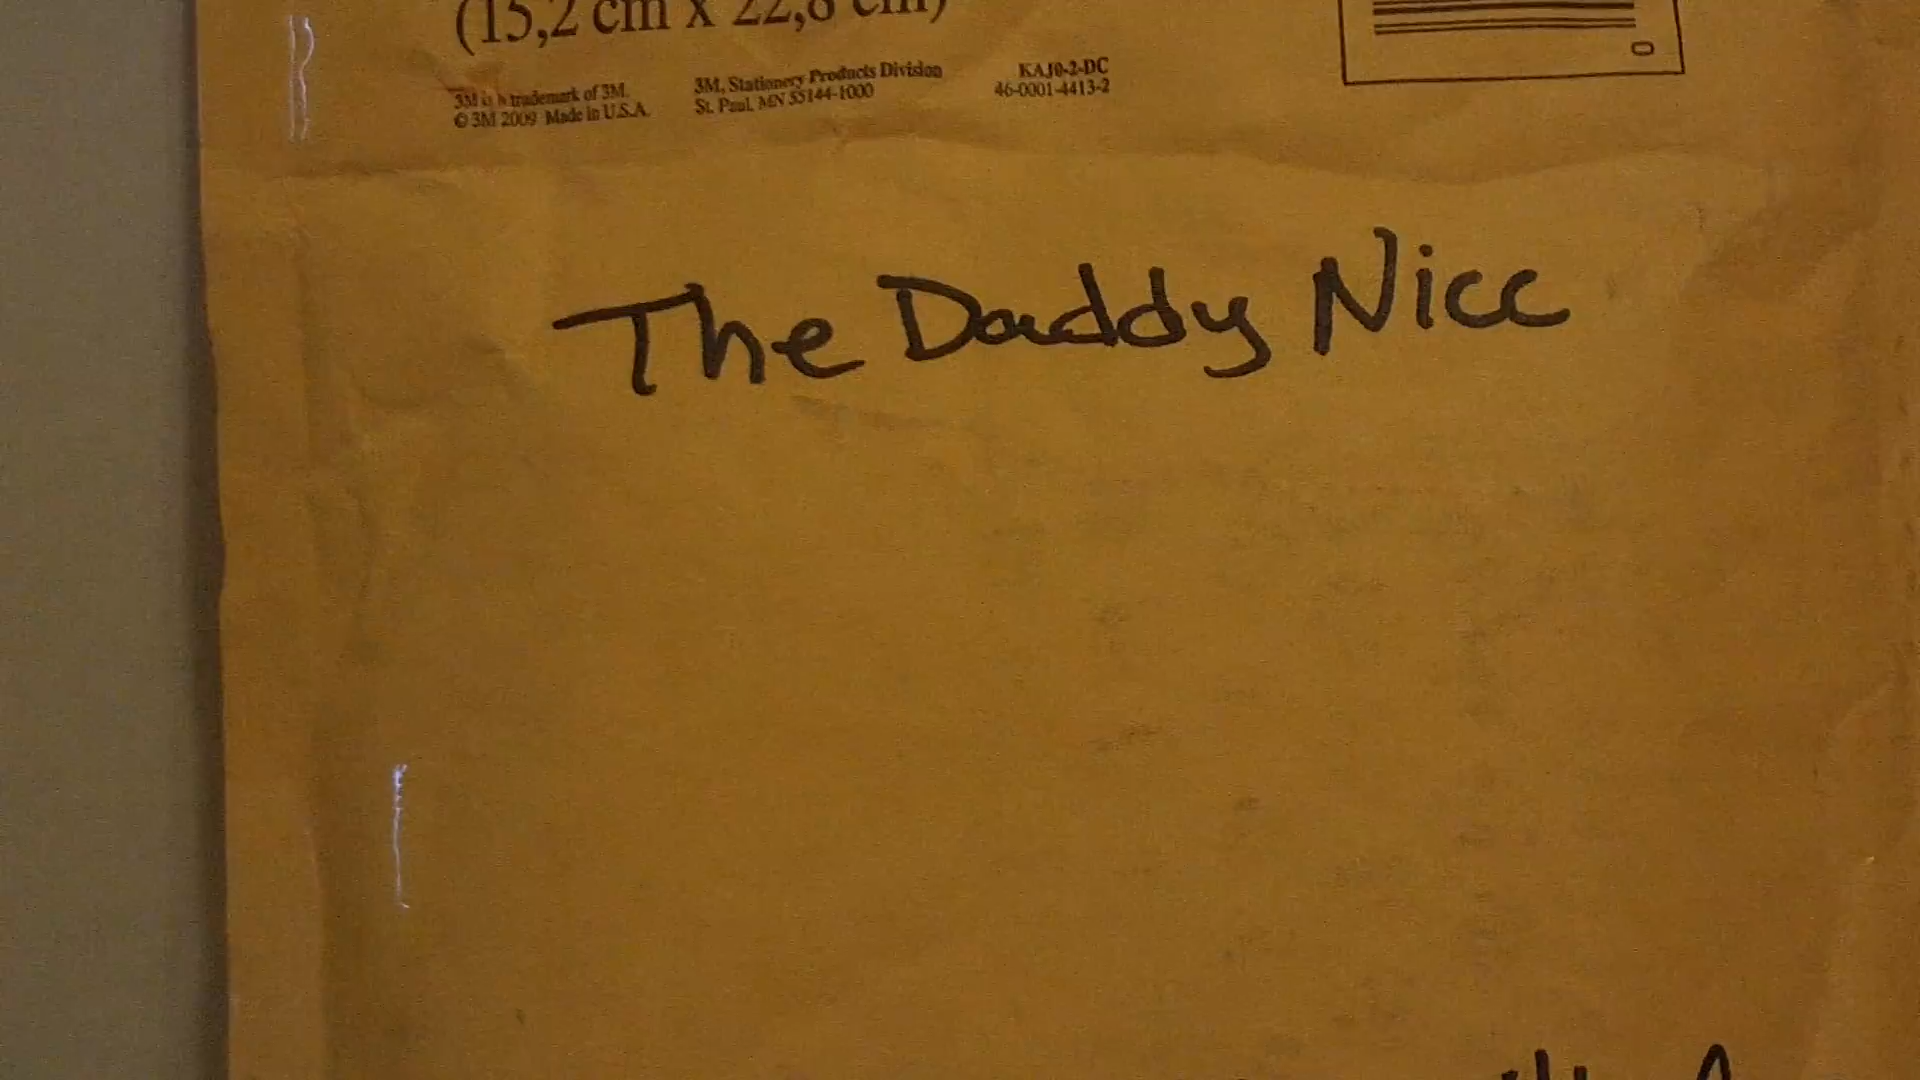 (15,2 cm x 22,8 cm)
3M is a trademark of 3M.
© 3M 2009 Made in U.S.A.
3M, Stationery Products Division
St. Paul, MN 55144-1000
KAJ0-2-DC
46-0001-4413-2
The Daddy Nicc